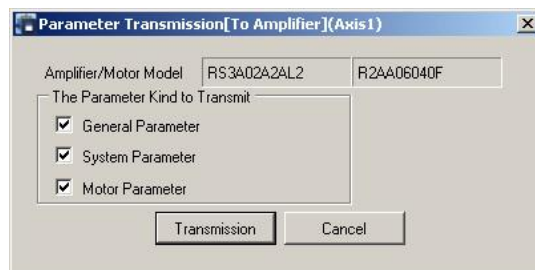 Parameter Transmission[To Amplifier](Axis1)
Amplifier/Motor Model RS3A02A2AL2 R2AA06040F
The Parameter Kind to Transmit
General Parameter
System Parameter
Motor Parameter
Transmission Cancel